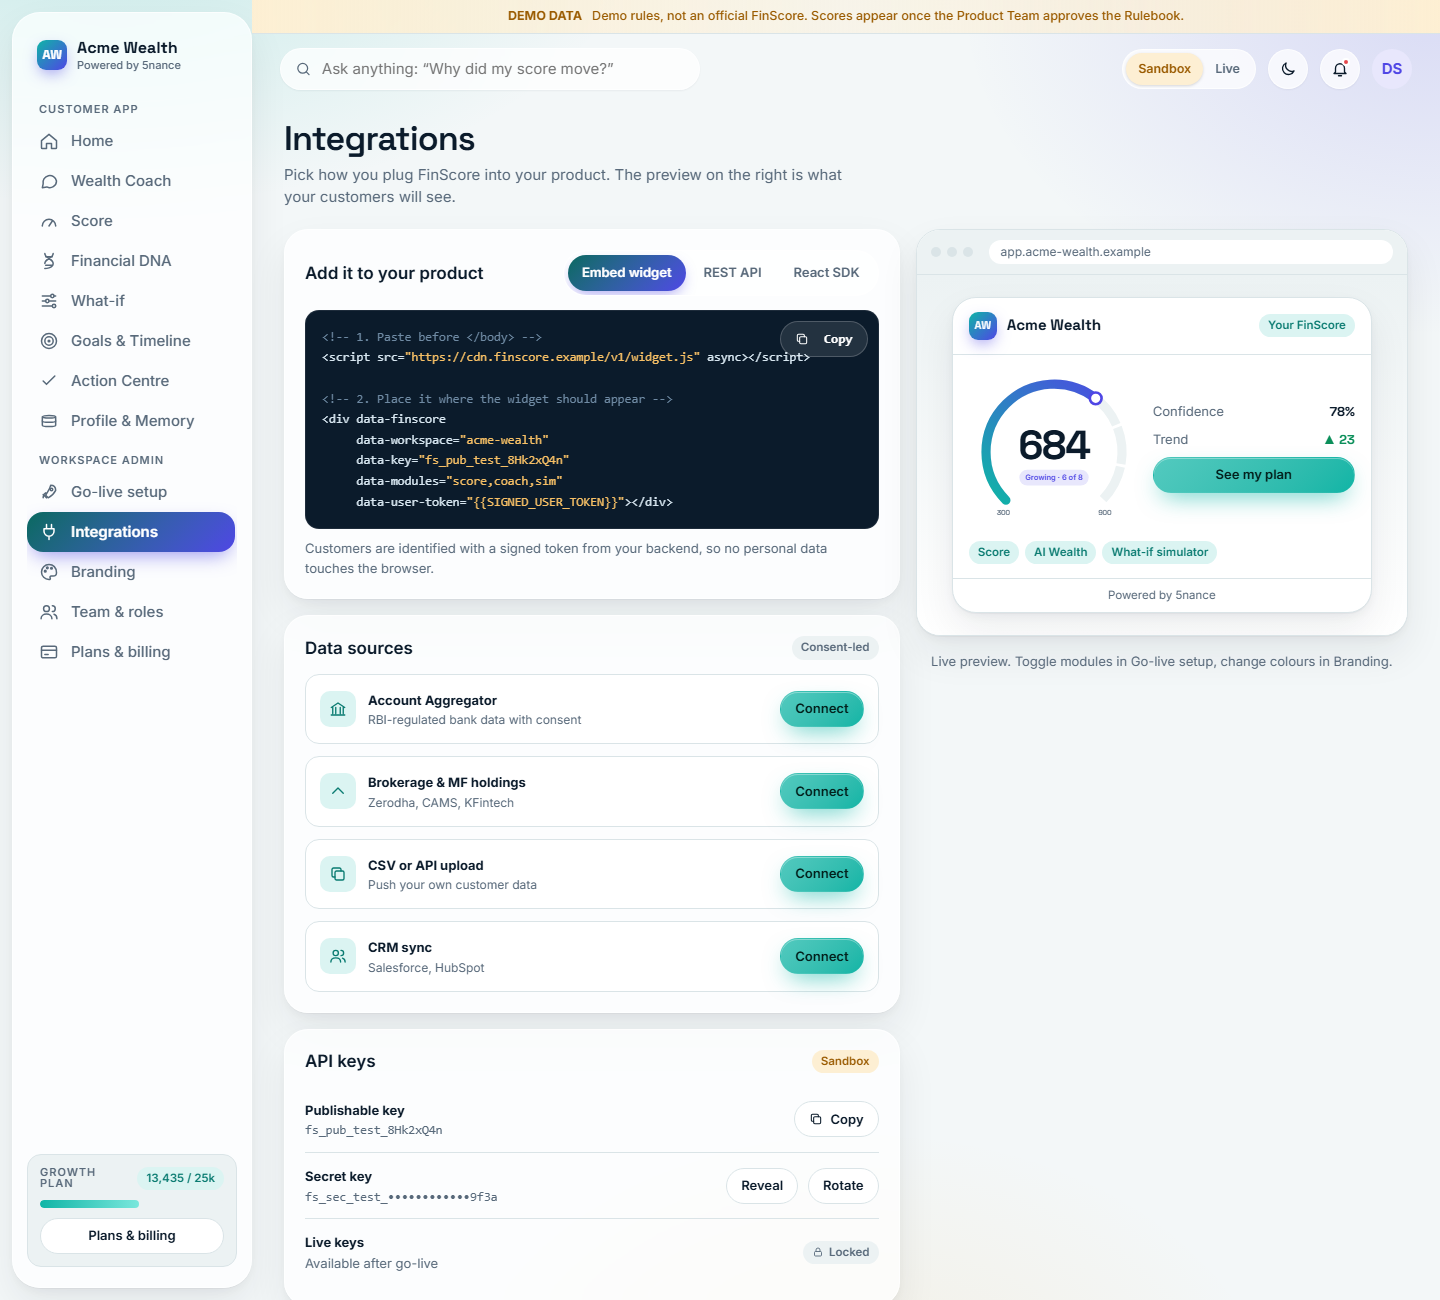 DEMO DATA Demo rules, not an official FinScore. Scores appear once the Product Team approves the Rulebook.
AW
Acme Wealth
Powered by 5nance
CUSTOMER APP
Home
Wealth Coach
Score
Financial DNA
What-if
Goals & Timeline
Action Centre
Profile & Memory
WORKSPACE ADMIN
Go-live setup
Integrations
Branding
Team & roles
Plans & billing
GROWTH PLAN
13,435 / 25k
Plans & billing
Ask anything: “Why did my score move?”
Sandbox
Live
DS
Integrations
Pick how you plug FinScore into your product. The preview on the right is what
your customers will see.
Add it to your product
Embed widget
REST API
React SDK
Copy
<!-- 1. Paste before </body> -->
<script src="https://cdn.finscore.example/v1/widget.js" async></script>
<!-- 2. Place it where the widget should appear -->
<div data-finscore
data-workspace="acme-wealth"
data-key="fs_pub_test_8Hk2xQ4n"
data-modules="score,coach,sim"
data-user-token="{{SIGNED_USER_TOKEN}}"></div>
Customers are identified with a signed token from your backend, so no personal data
touches the browser.
Data sources
Consent-led
Account Aggregator
RBI-regulated bank data with consent
Connect
Brokerage & MF holdings
Zerodha, CAMS, KFintech
Connect
CSV or API upload
Push your own customer data
Connect
CRM sync
Salesforce, HubSpot
Connect
API keys
Sandbox
Publishable key
fs_pub_test_8Hk2xQ4n
Copy
Secret key
fs_sec_test_••••••••••••9f3a
Reveal
Rotate
Live keys
Available after go-live
Locked
app.acme-wealth.example
AW
Acme Wealth
Your FinScore
684
Growing · 6 of 8
300
900
Confidence
78%
Trend
▲ 23
See my plan
Score
AI Wealth
What-if simulator
Powered by 5nance
Live preview. Toggle modules in Go-live setup, change colours in Branding.